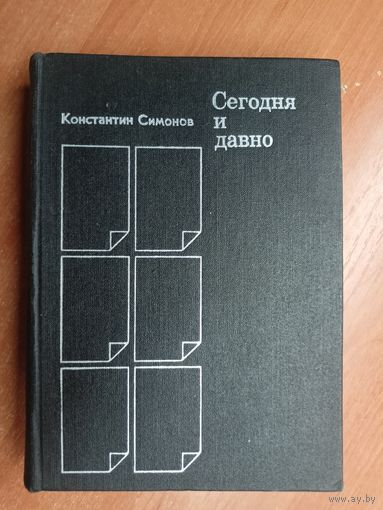 Сегодня
и
давно
Константин Симонов
www.ay.by